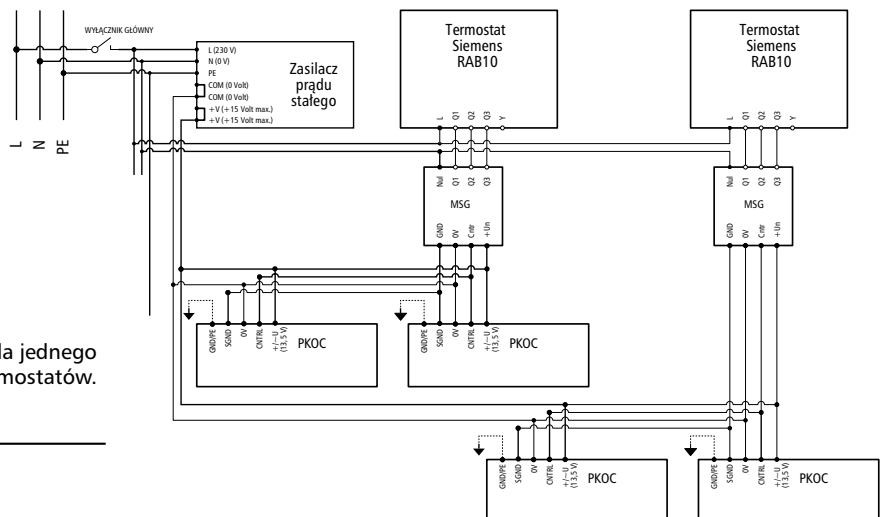 WYŁĄCZNIK GŁÓWNY
L
N
PE
L (230 V)
N (0 V)
PE
COM (0 Volt)
COM (0 Volt)
+V (+15 Volt max.)
+V (+15 Volt max.)
Zasilacz
prądu
stałego
Termostat
Siemens
RAB10
L
Q1
Q2
Q3
Y
Termostat
Siemens
RAB10
L
Q1
Q2
Q3
Y
Nul
Q1
Q2
Q3
MSG
GND
0V
Cntr
+Un
Nul
Q1
Q2
Q3
MSG
GND
0V
Cntr
+Un
GND/PE
SGND
0V
CNTRL
+/—U
(13,5 V)
PKOC
GND/PE
SGND
0V
CNTRL
+/—U
(13,5 V)
PKOC
la jednego
mostatów.
GND/PE
SGND
0V
CNTRL
+/—U
(13,5 V)
PKOC
GND/PE
SGND
0V
CNTRL
+/—U
(13,5 V)
PKOC